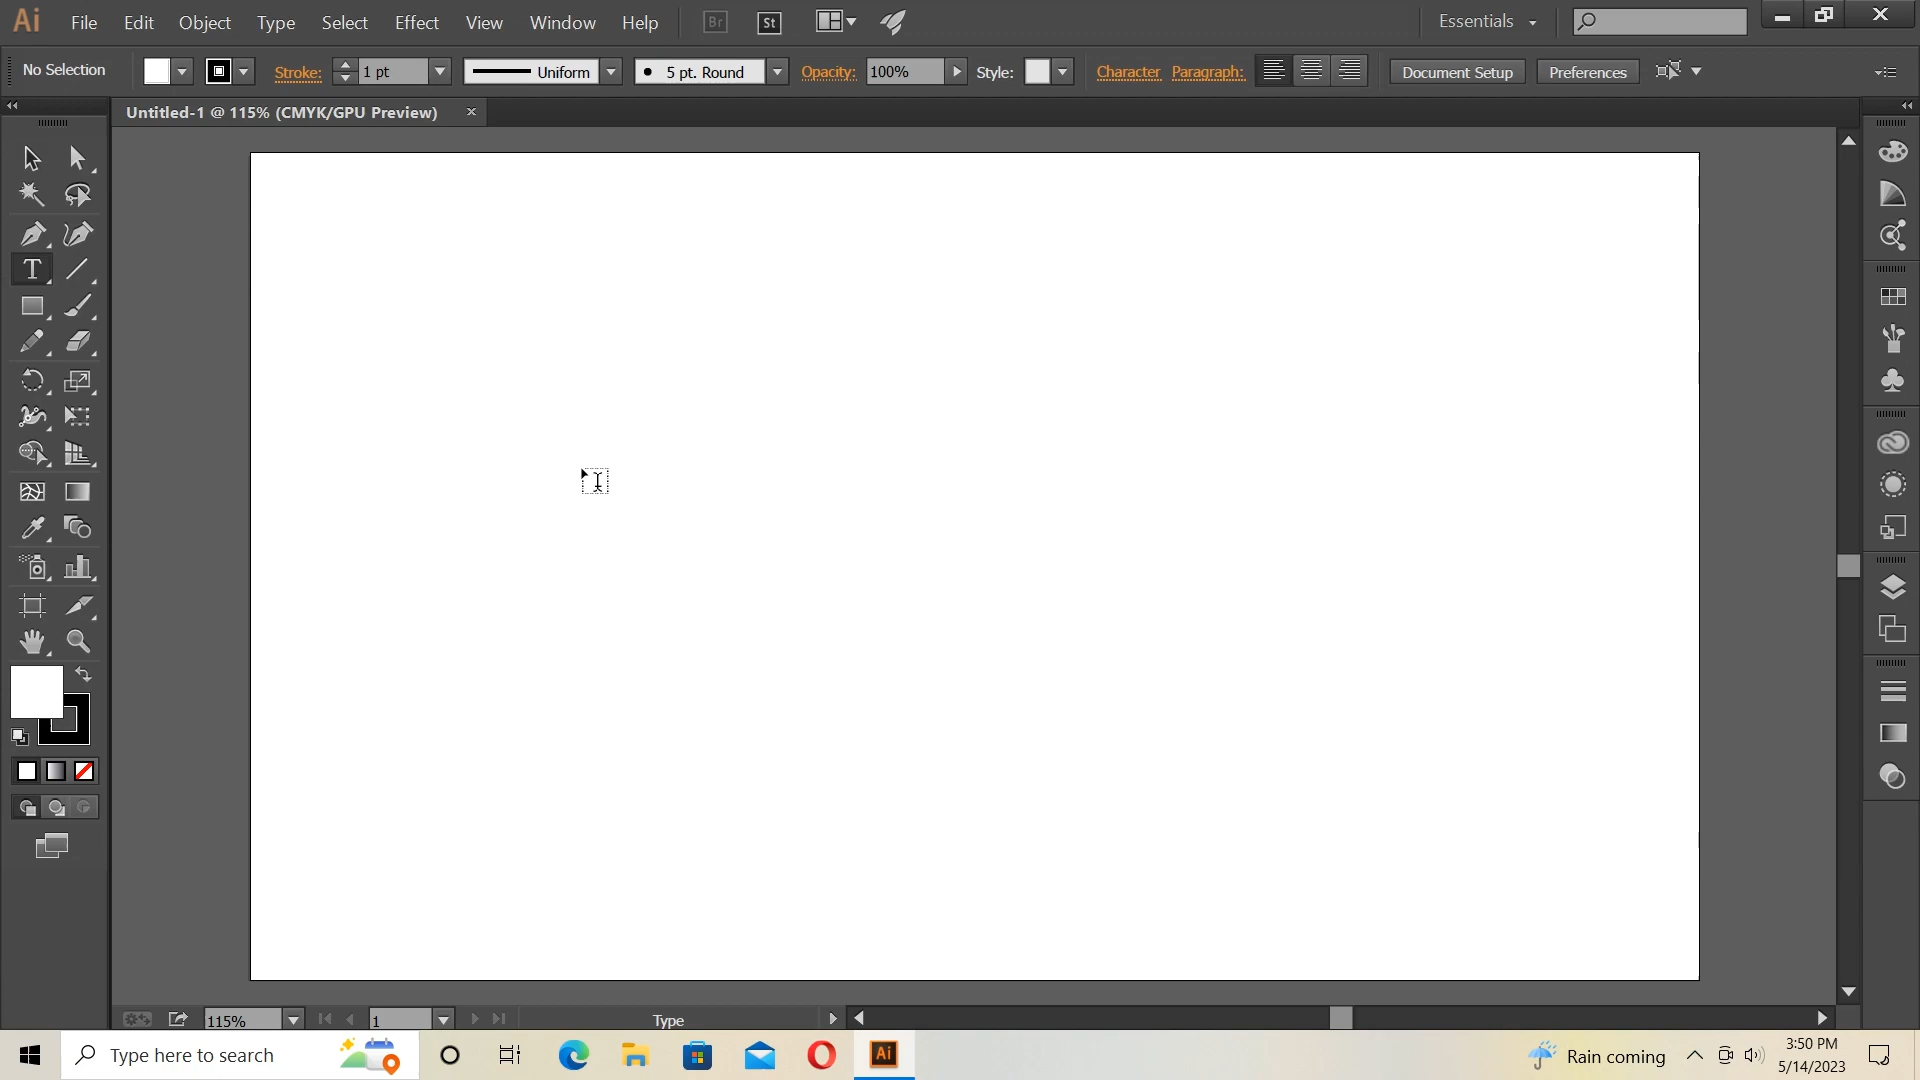 Ai File Edit Object Type Select Effect View Window Help Br St Essentials
No Selection Stroke: 1 pt Uniform 5 pt. Round Opacity: 100% Style: Character Paragraph: Document Setup Preferences
Untitled-1 @ 115% (CMYK/GPU Preview)
T
115% 1 Type
Type here to search Ai Rain coming 3:50 PM
5/14/2023